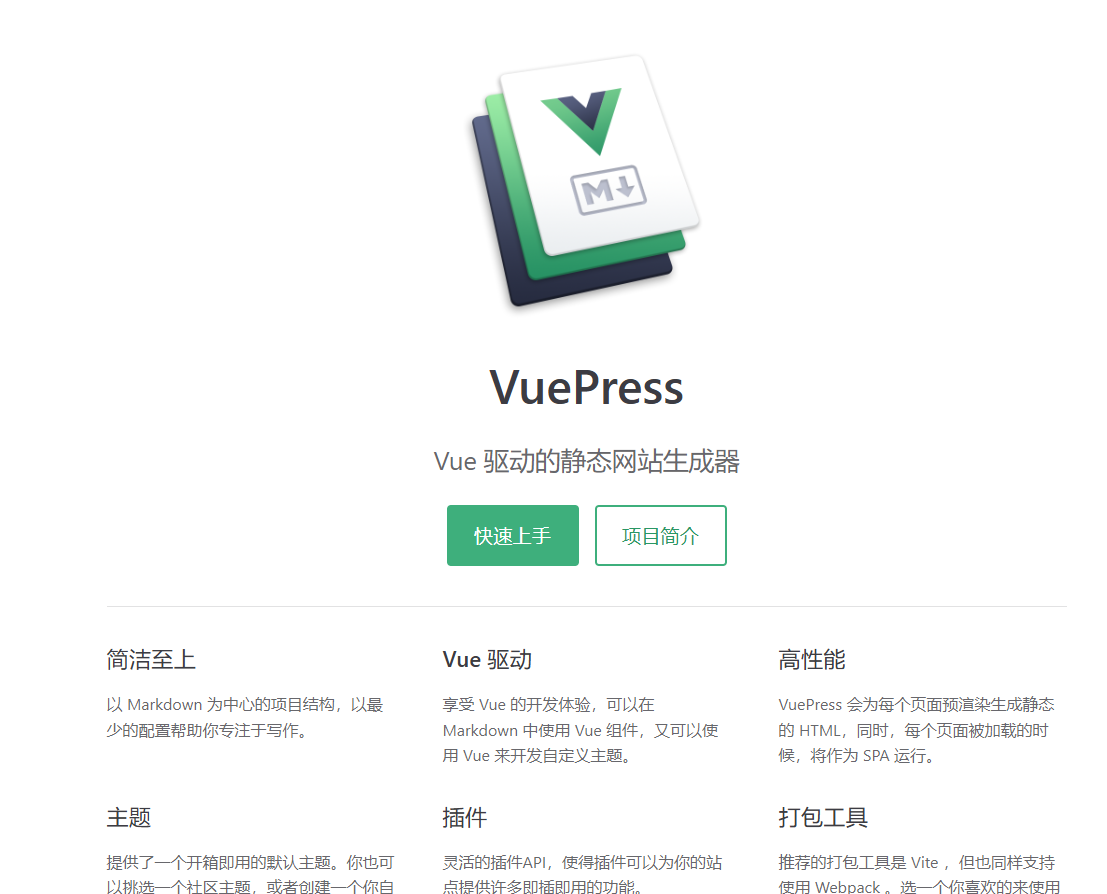 M
VuePress
Vue 驱动的静态网站生成器
快速上手
项目简介
简洁至上
以 Markdown 为中心的项目结构，以最
少的配置帮助你专注于写作。
Vue 驱动
享受 Vue 的开发体验，可以在
Markdown 中使用 Vue 组件，又可以使
用 Vue 来开发自定义主题。
高性能
VuePress 会为每个页面预渲染生成静态
的 HTML，同时，每个页面被加载的时
候，将作为 SPA 运行。
主题
提供了一个开箱即用的默认主题。你也可
以挑选一个社区主题，或者创建一个你自
插件
灵活的插件API，使得插件可以为你的站
点提供许多即插即用的功能。
打包工具
推荐的打包工具是 Vite ，但也同样支持
使用 Webpack 。选一个你喜欢的来使用